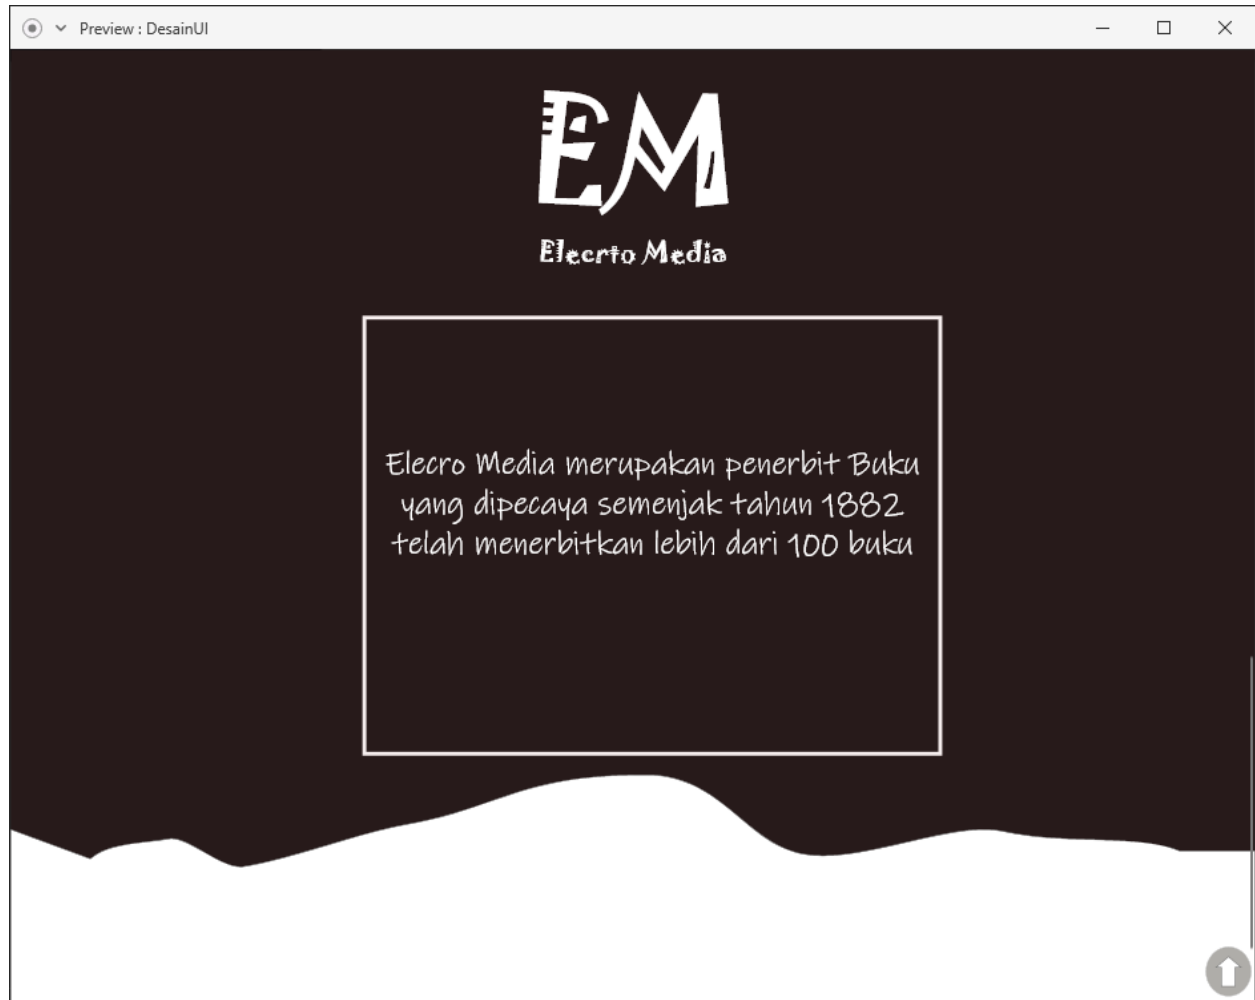 Preview : DesainUI
EM
Elecrto Media
Elecro Media merupakan penerbit Buku
yang dipecaya semenjak tahun 1882
telah menerbitkan lebih dari 100 buku